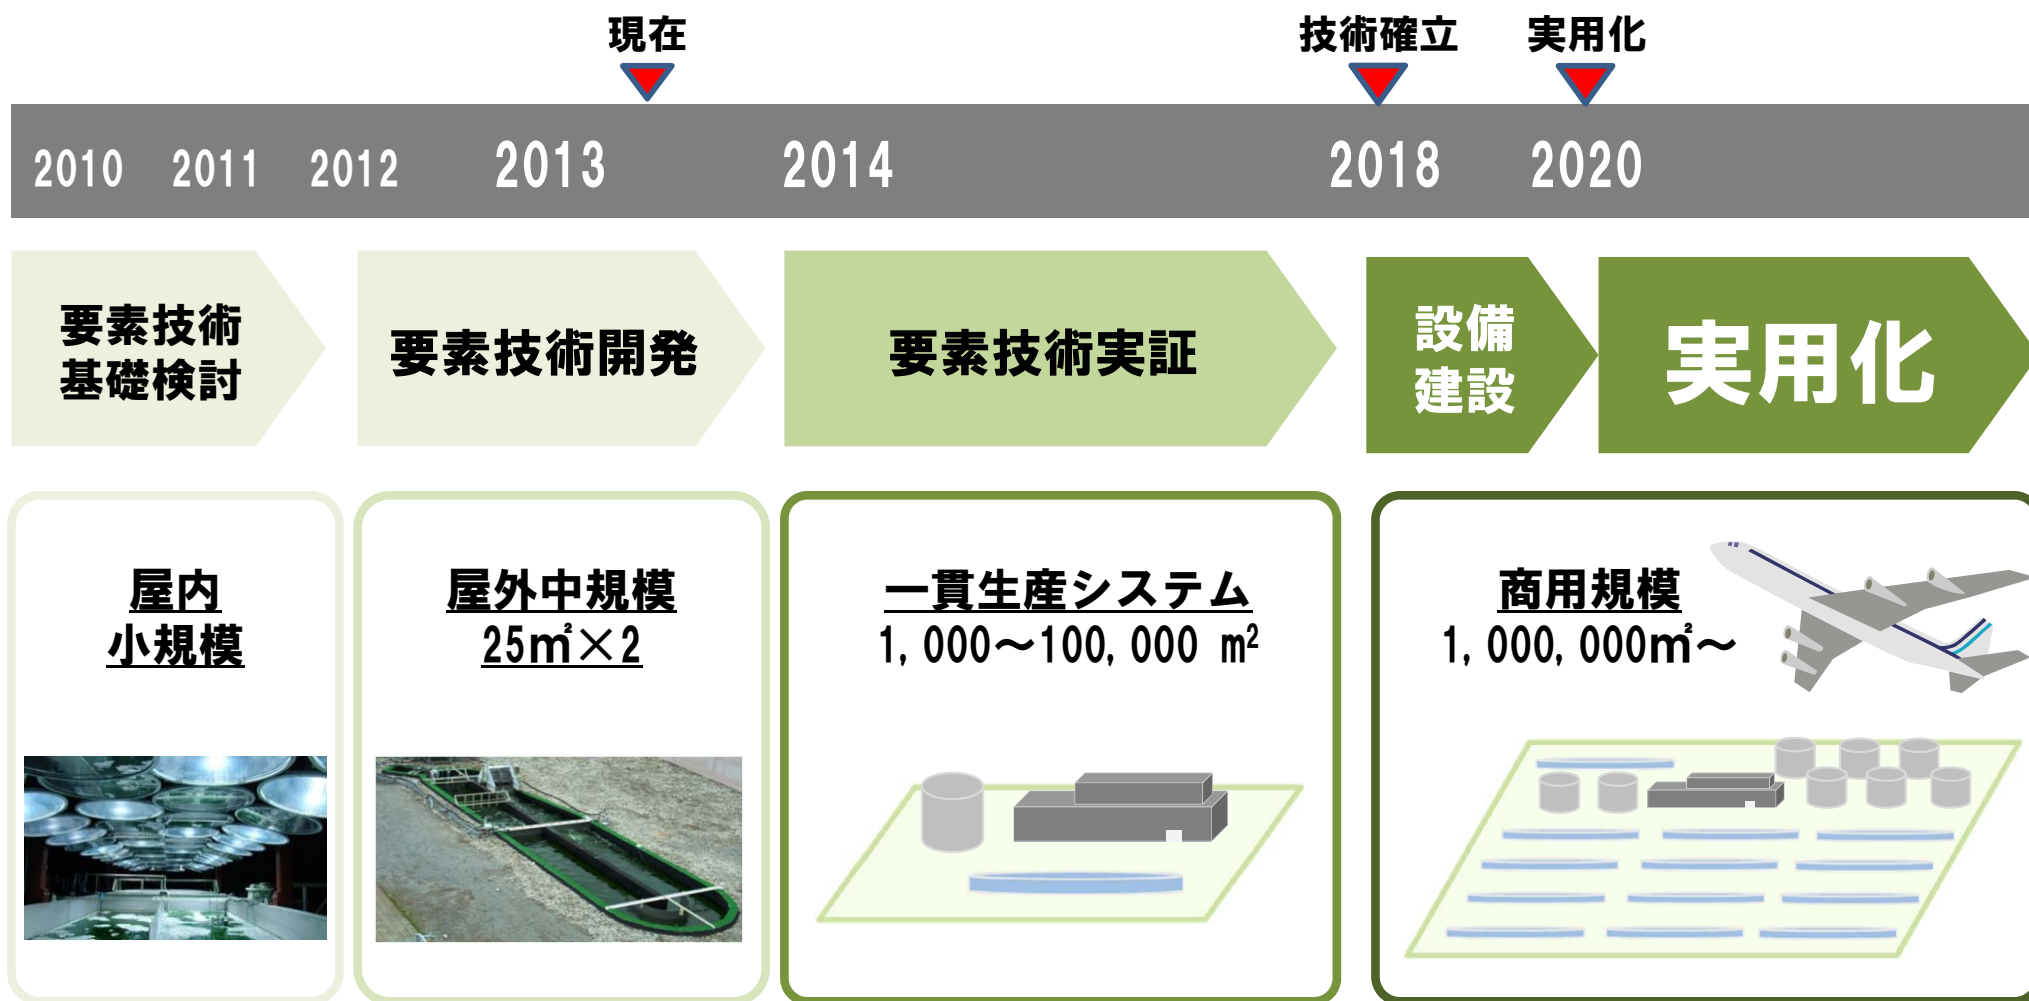 現在
技術確立
実用化
2010
2011
2012
2013
2014
2018
2020
要素技術
基礎検討
要素技術開発
要素技術実証
設備
建設
実用化
屋内
小規模
屋外中規模
25㎡×2
一貫生産システム
1,000～100,000 m²
商用規模
1,000,000㎡～